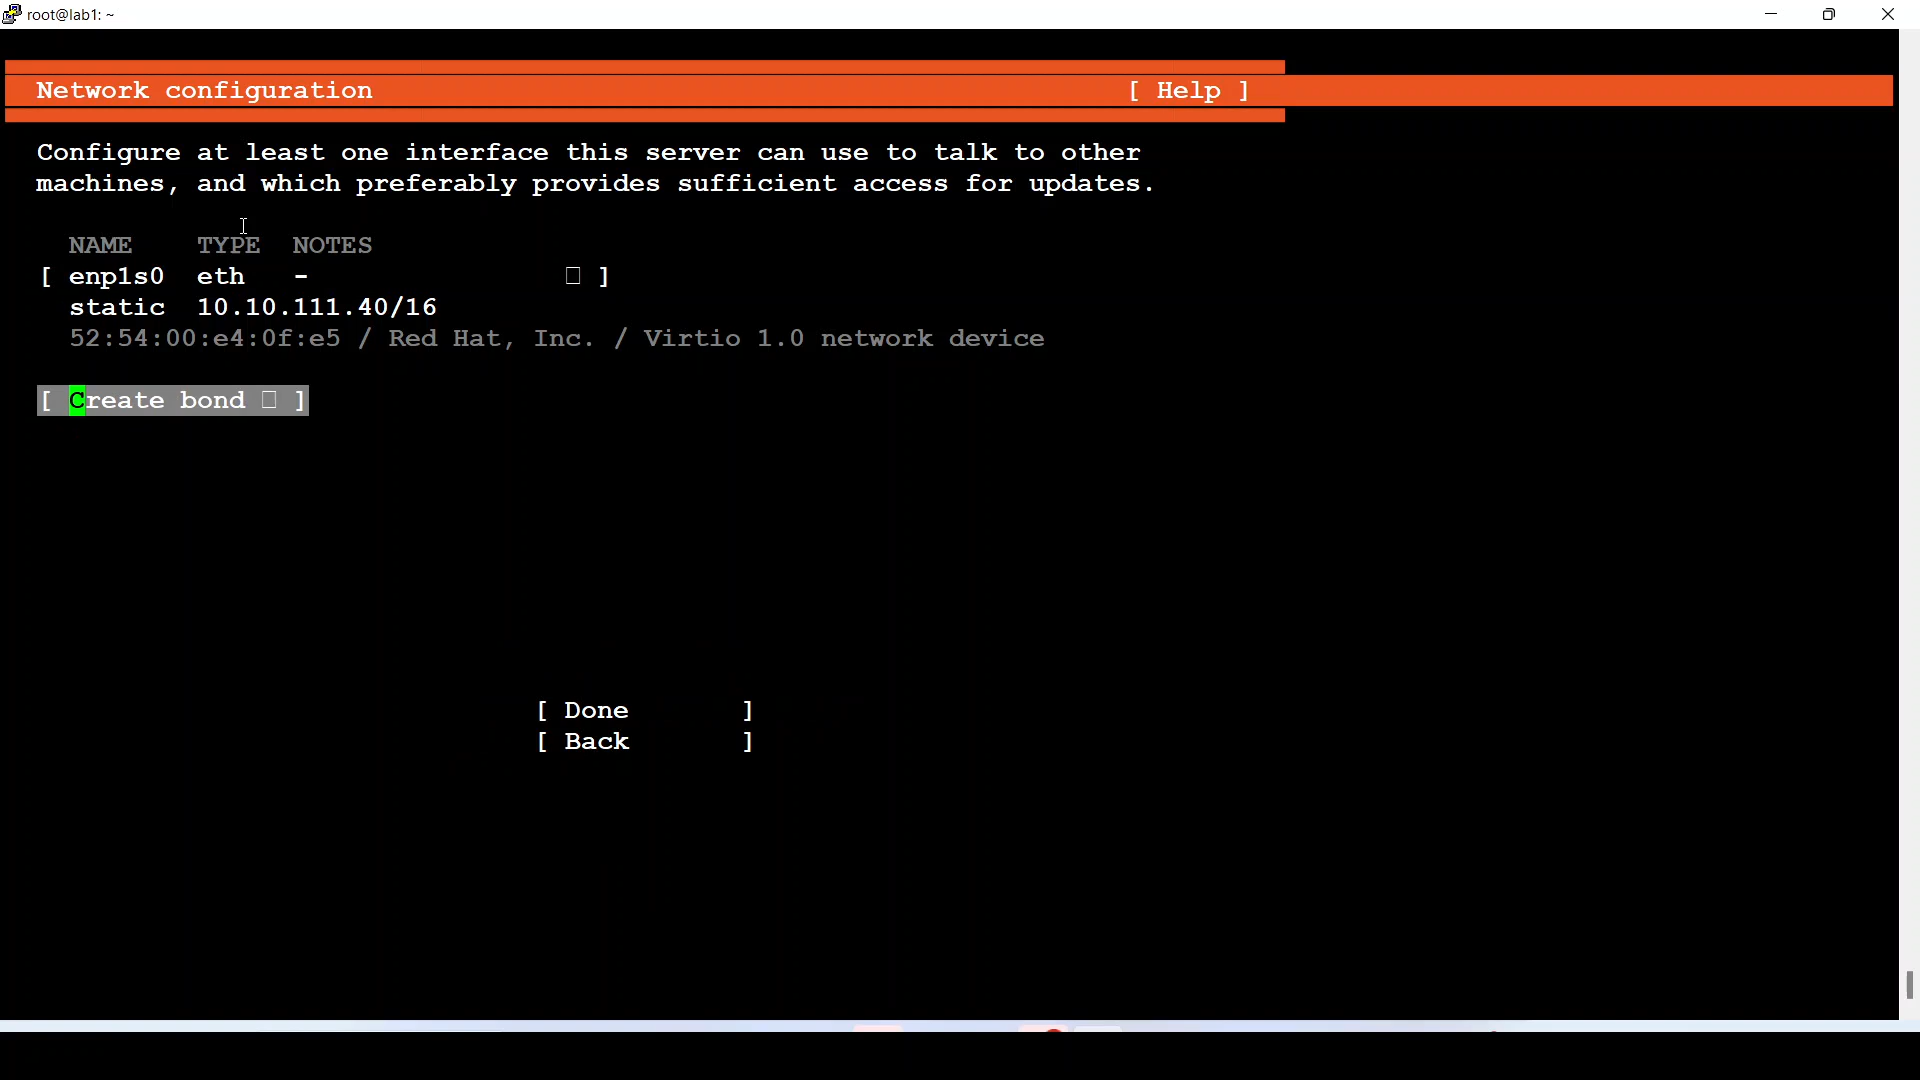 root@lab1: ~
Network configuration [ Help ]
Configure at least one interface this server can use to talk to other
machines, and which preferably provides sufficient access for updates.
NAME TYPE NOTES
[ enp1s0 eth - □ ]
static 10.10.111.40/16
52:54:00:e4:0f:e5 / Red Hat, Inc. / Virtio 1.0 network device
[ Create bond □ ]
[ Done ]
[ Back ]